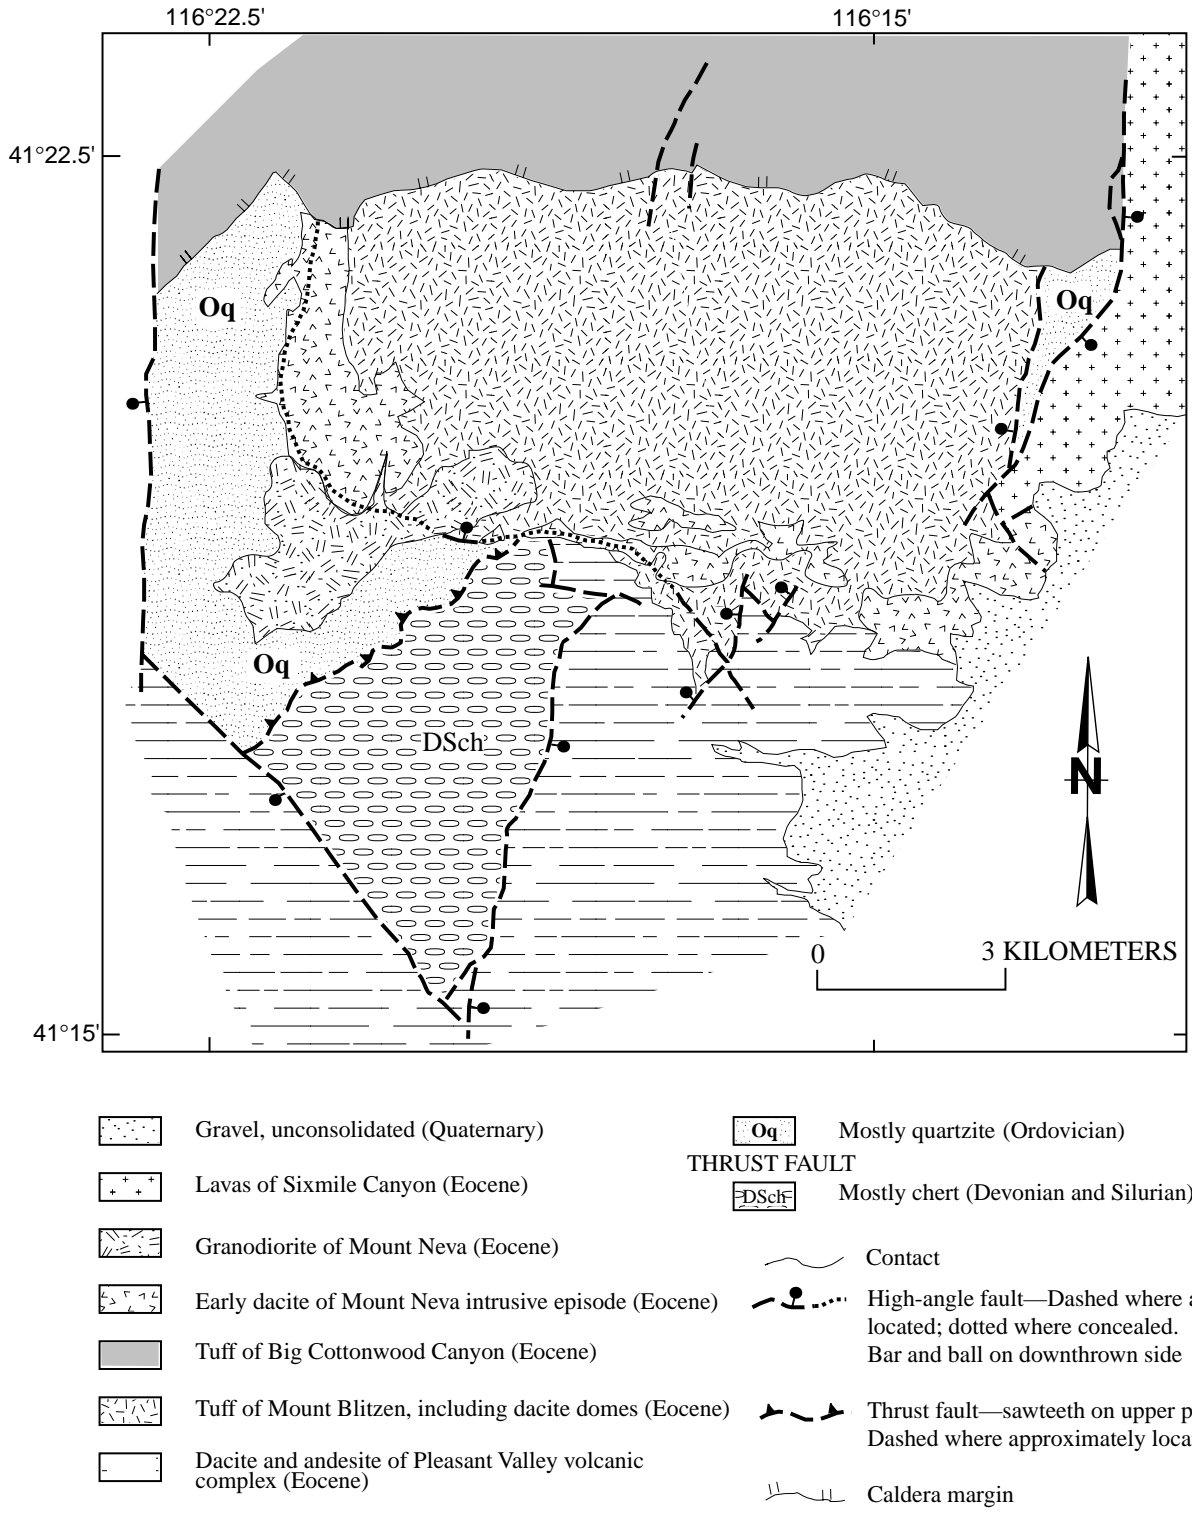 116°22.5'
116°15'
41°22.5'
Oq
Oq
Oq
DSch
N
0
3 KILOMETERS
41°15'
Gravel, unconsolidated (Quaternary)
Lavas of Sixmile Canyon (Eocene)
Granodiorite of Mount Neva (Eocene)
Early dacite of Mount Neva intrusive episode (Eocene)
Tuff of Big Cottonwood Canyon (Eocene)
Tuff of Mount Blitzen, including dacite domes (Eocene)
Dacite and andesite of Pleasant Valley volcanic
complex (Eocene)
Oq
Mostly quartzite (Ordovician)
THRUST FAULT
DSch
Mostly chert (Devonian and Silurian)
Contact
High-angle fault—Dashed where
located; dotted where concealed.
Bar and ball on downthrown side
Thrust fault—sawteeth on upper
Dashed where approximately
Caldera margin